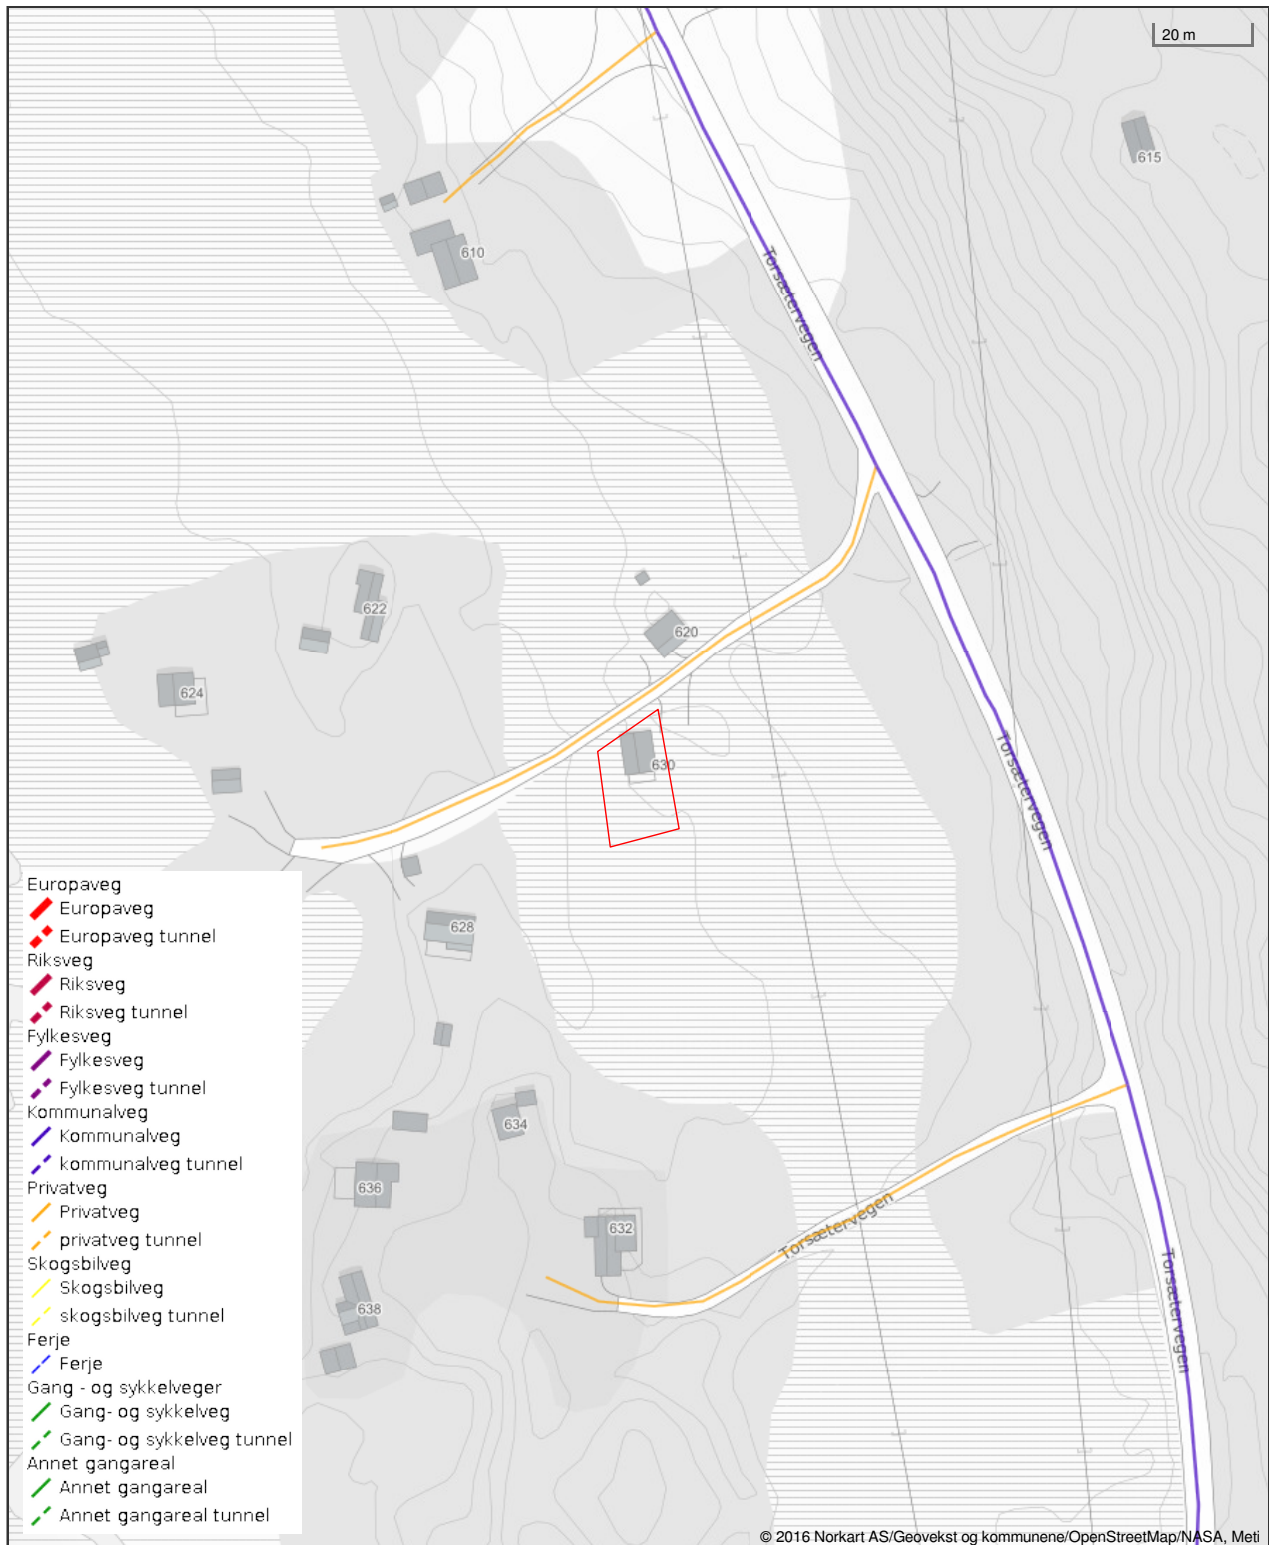 20 m
615
610
Torsætervegen
622
620
624
630
Torsætervegen
628
634
636
632
Torsætervegen
638
Torsætervegen
Europaveg
Europaveg
Europaveg tunnel
Riksveg
Riksveg
Riksveg tunnel
Fylkesveg
Fylkesveg
Fylkesveg tunnel
Kommunalveg
Kommunalveg
kommunalveg tunnel
Privatveg
Privatveg
privatveg tunnel
Skogsbilveg
Skogsbilveg
skogsbilveg tunnel
Ferje
Ferje
Gang - og sykkelveger
Gang- og sykkelveg
Gang- og sykkelveg tunnel
Annet gangareal
Annet gangareal
Annet gangareal tunnel
© 2016 Norkart AS/Geovekst og kommunene/OpenStreetMap/NASA, Meti